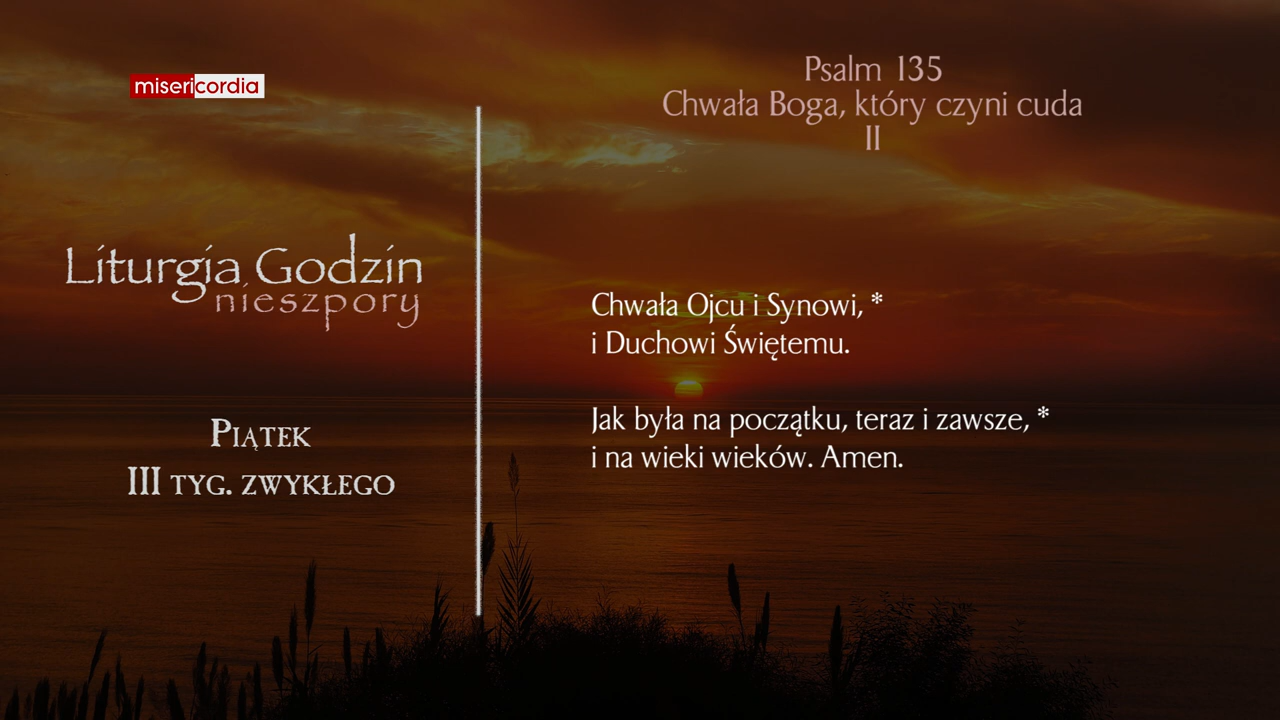 misericordia
Liturgia Godzin
nieszpory
Piątek
III tyg. zwykłego
Psalm 135
Chwała Boga, który czyni cuda
II
Chwała Ojcu i Synowi, *
i Duchowi Świętemu.
Jak była na początku, teraz i zawsze, *
i na wieki wieków. Amen.